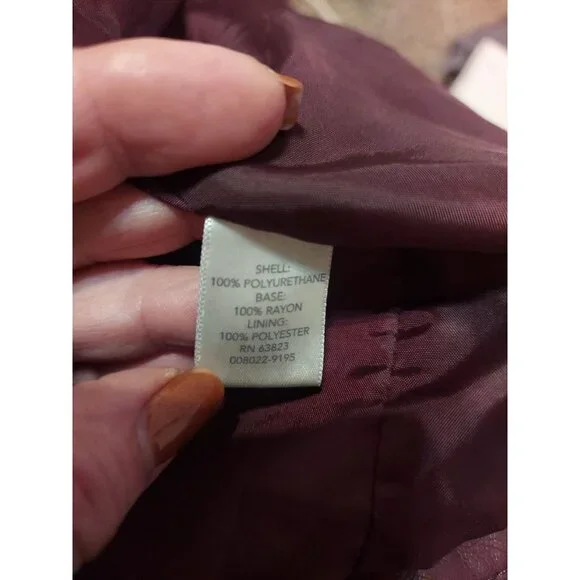 SHELL:
100% POLYURETHANE
BASE:
100% RAYON
LINING:
100% POLYESTER
RN 63823
008022-9195